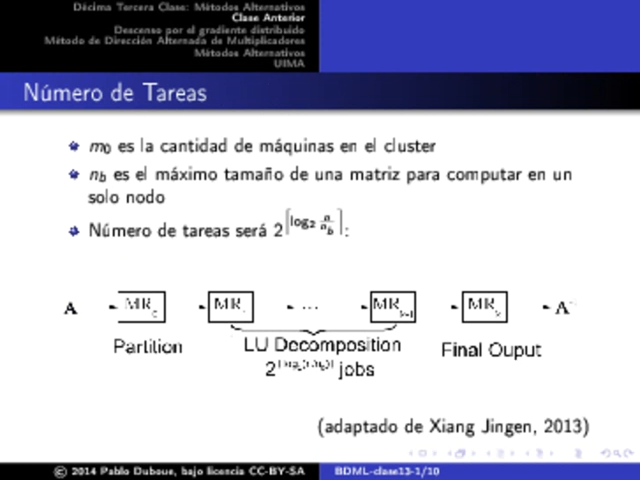 Décima Tercera Clase: Métodos Alternativos
Clase Anterior
Descenso por el gradiente distribuido
Método de Dirección Alternada de Multiplicadores
Métodos Alternativos
UIMA
Número de Tareas
m₀ es la cantidad de máquinas en el cluster
n_b es el máximo tamaño de una matriz para computar en un
solo nodo
Número de tareas será 2^⌈log₂ n/n_b⌉:
A MR₀ MR ... MR MR A
Partition LU Decomposition Final Ouput
2 jobs
(adaptado de Xiang Jingen, 2013)
© 2014 Pablo Duboue, bajo licencia CC-BY-SA BDML-clase13-1/10